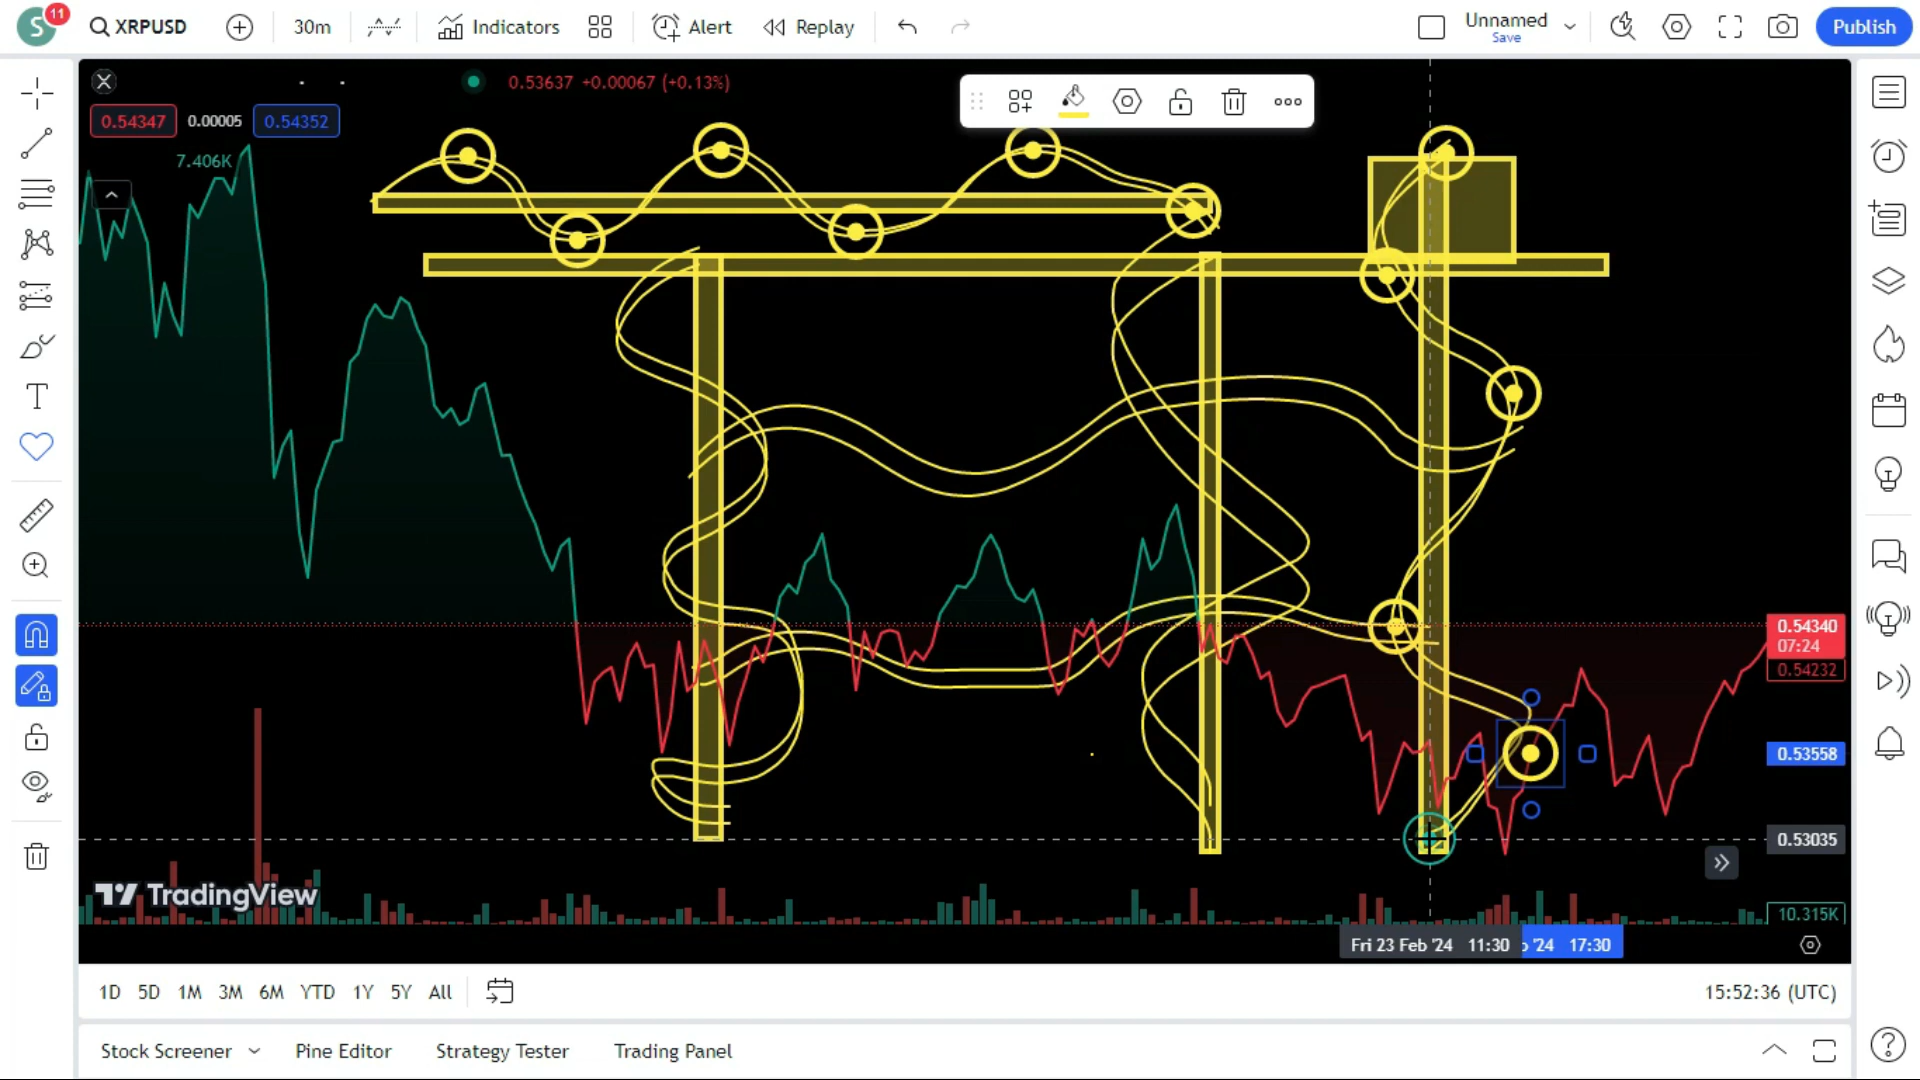 S 11 XRPUSD 30m Indicators Alert Replay Unnamed Save Publish
0.53637 +0.00067 (+0.13%)
0.54347 0.00005 0.54352
7.406K
0.54340
07:24
0.54232
0.53558
0.53035
TradingView
10.315K
Fri 23 Feb '24 11:30 '24 17:30
1D 5D 1M 3M 6M YTD 1Y 5Y All 15:52:36 (UTC)
Stock Screener Pine Editor Strategy Tester Trading Panel